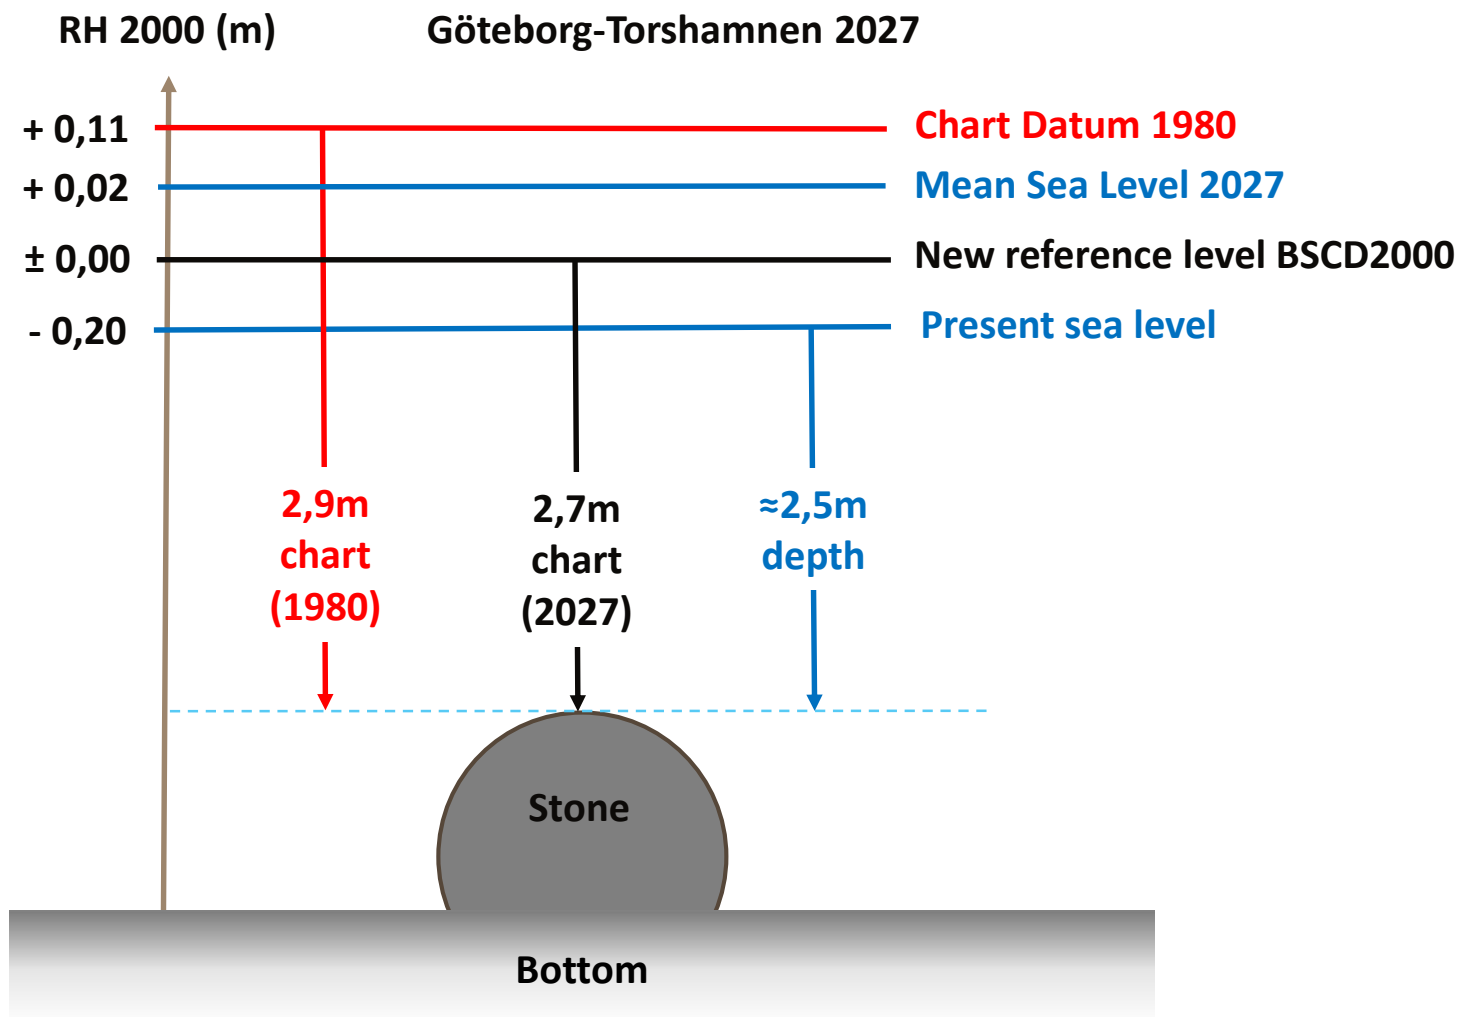 RH 2000 (m)
Göteborg-Torshamnen 2027
+ 0,11
Chart Datum 1980
+ 0,02
Mean Sea Level 2027
± 0,00
New reference level BSCD2000
- 0,20
Present sea level
2,9m
chart
(1980)
2,7m
chart
(2027)
≈2,5m
depth
Stone
Bottom